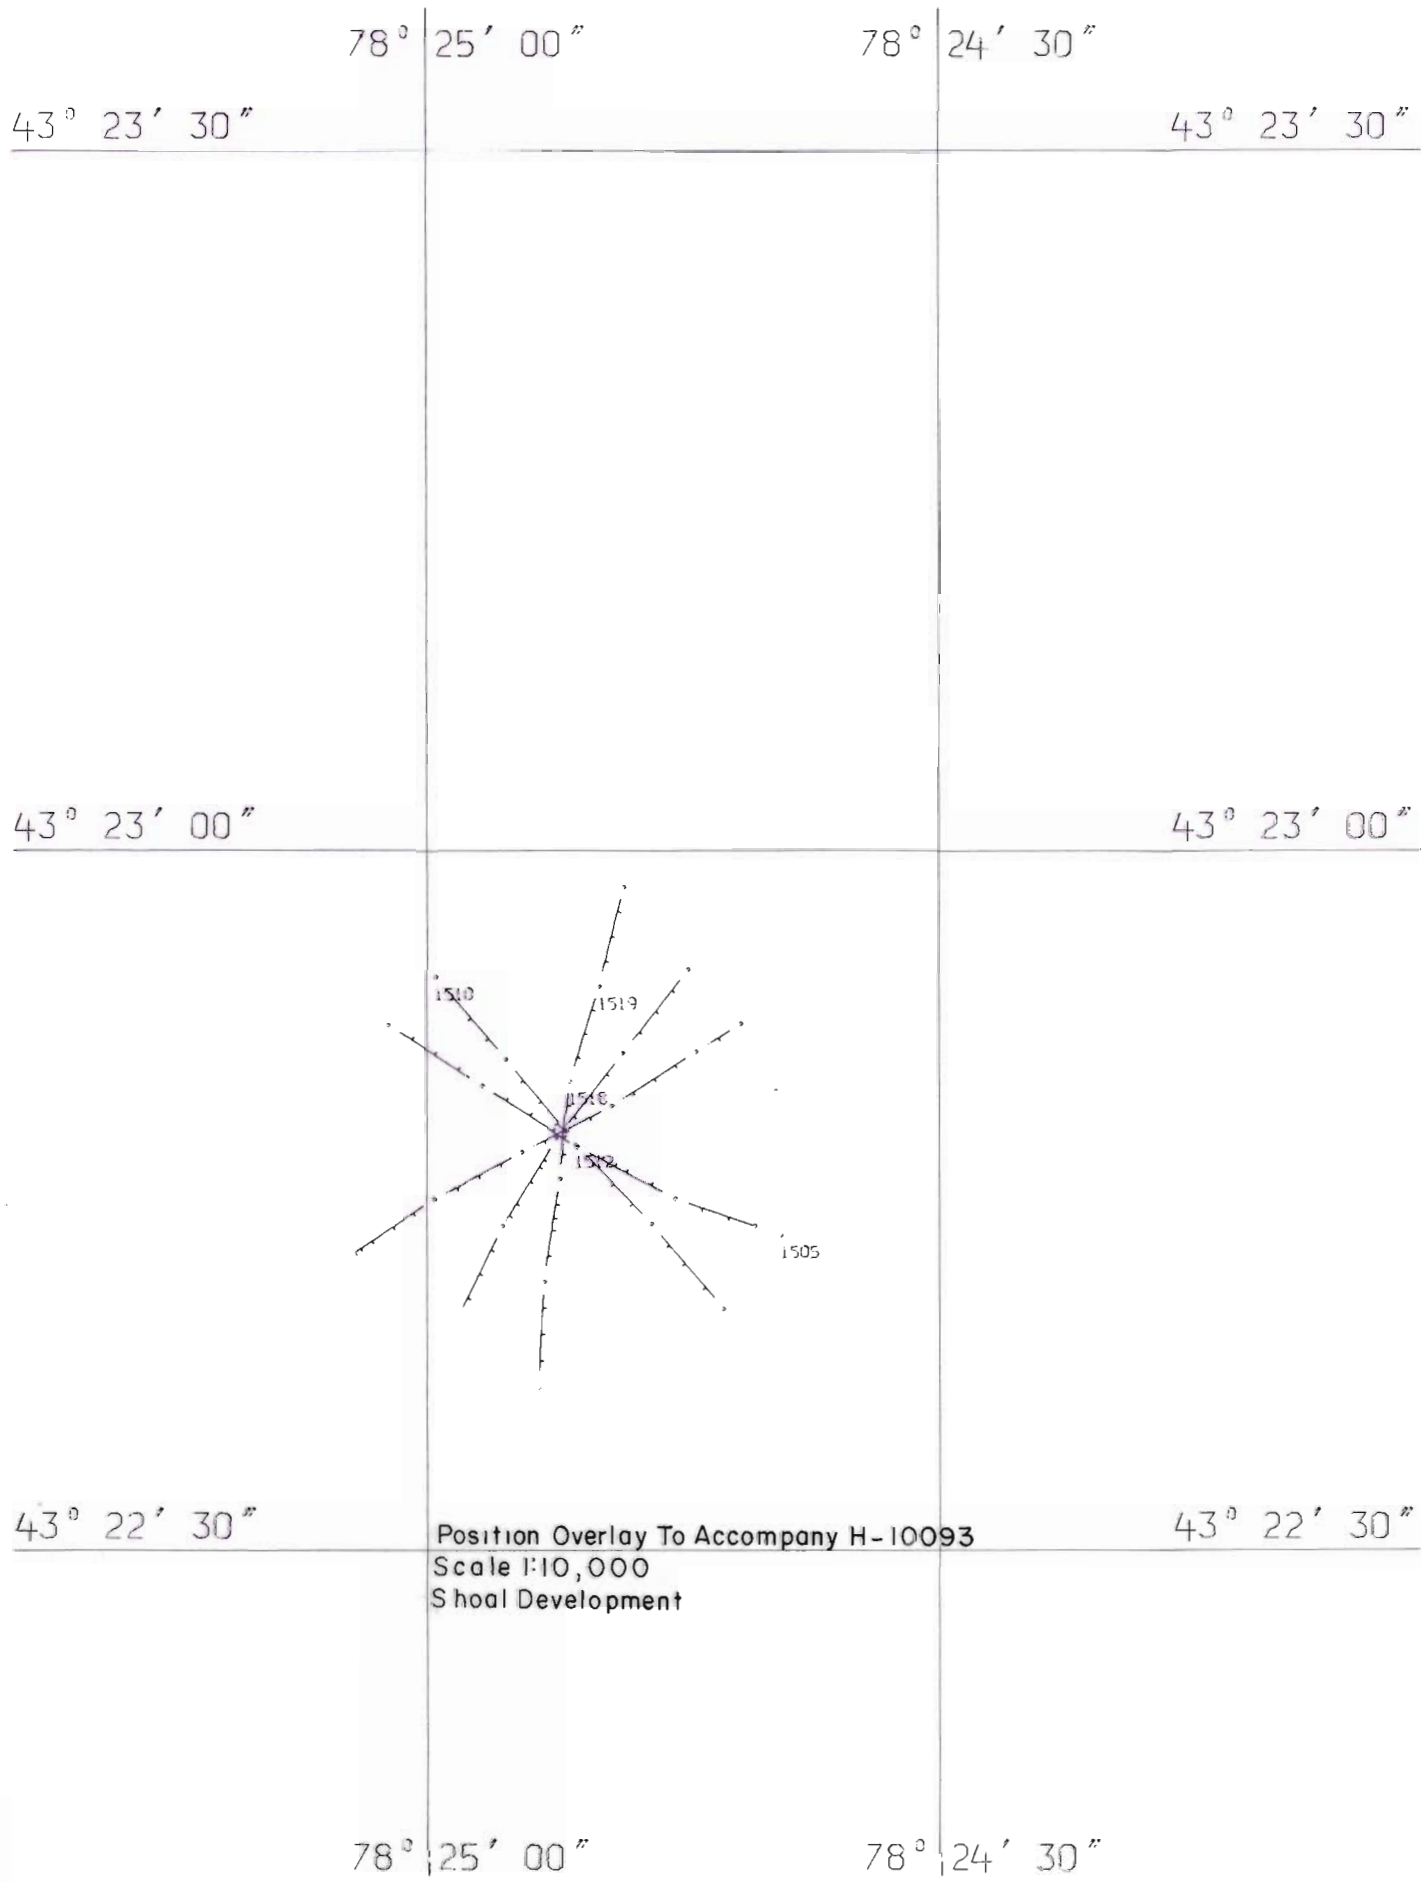 78° 25′ 00″ 78° 24′ 30″
43° 23′ 30″ 43° 23′ 30″
43° 23′ 00″ 43° 23′ 00″
1510
1519
1518
1512
1505
43° 22′ 30″ 43° 22′ 30″
Position Overlay To Accompany H-10093
Scale 1:10,000
Shoal Development
78° 25′ 00″ 78° 24′ 30″